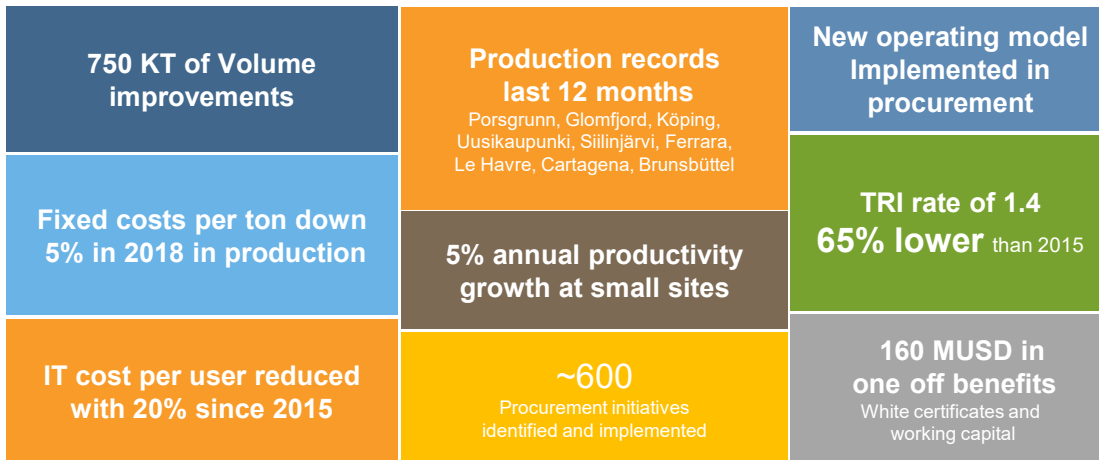 750 KT of Volume
improvements
Fixed costs per ton down
5% in 2018 in production
IT cost per user reduced
with 20% since 2015
Production records
last 12 months
Porsgrunn, Glomfjord, Köping,
Uusikaupunki, Siilinjärvi, Ferrara,
Le Havre, Cartagena, Brunsbüttel
5% annual productivity
growth at small sites
~600
Procurement initiatives
identified and implemented
New operating model
Implemented in
procurement
TRI rate of 1.4
65% lower than 2015
160 MUSD in
one off benefits
White certificates and
working capital